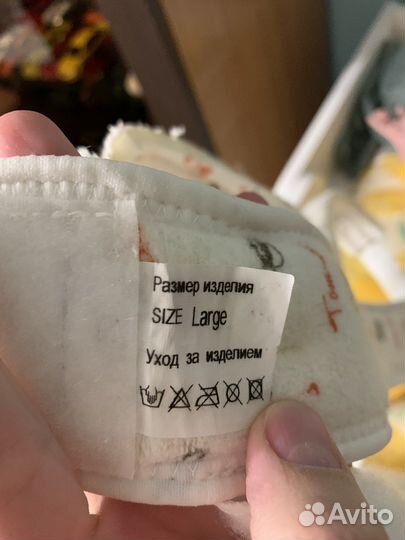 Размер изделия
SIZE Large
Уход за изделием
Avito